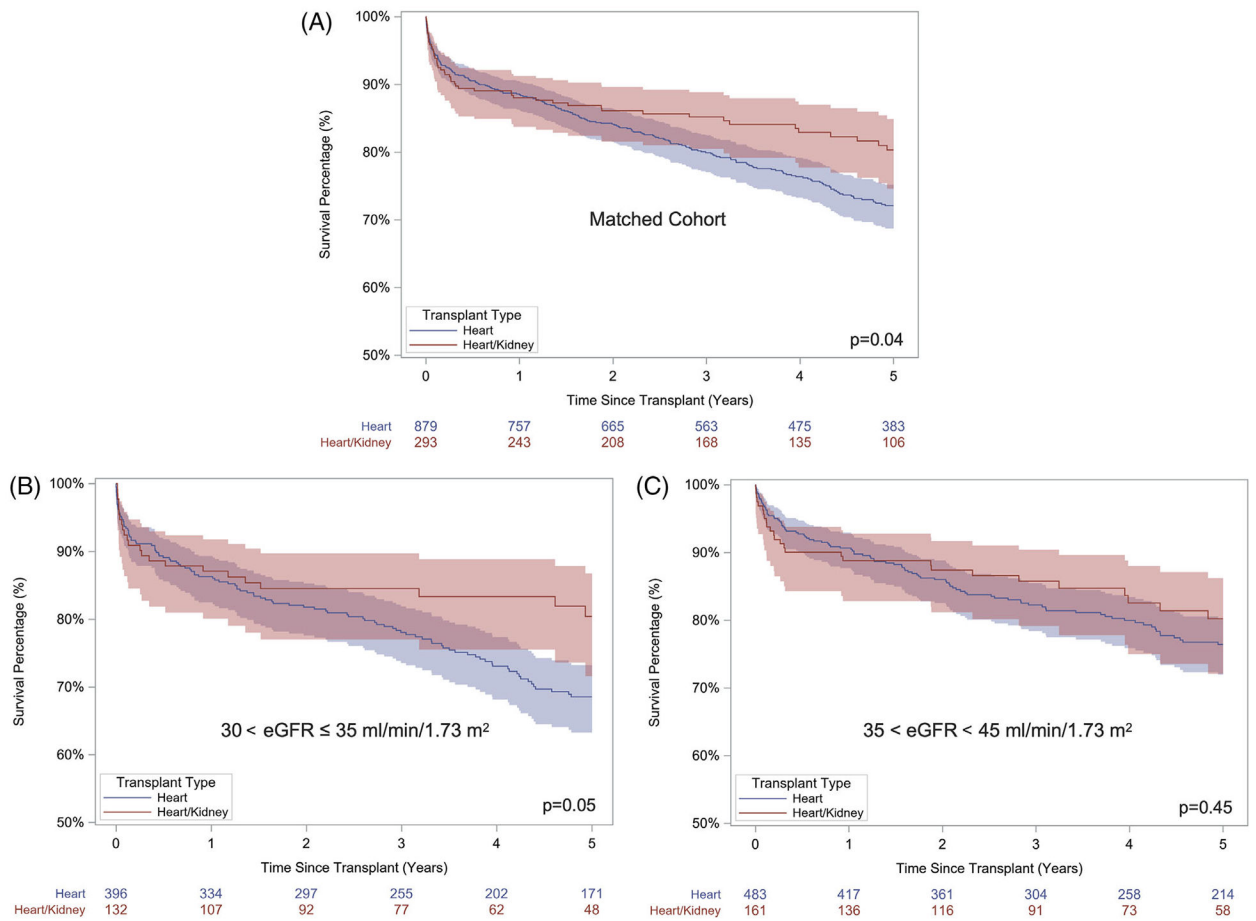 (A)
100%
90%
80%
70%
60%
50%
Survival Percentage (%)
Matched Cohort
Transplant Type
Heart
Heart/Kidney
p=0.04
0 1 2 3 4 5
Time Since Transplant (Years)
Heart 879 757 665 563 475 383
Heart/Kidney 293 243 208 168 135 106
(B)
100%
90%
80%
70%
60%
50%
Survival Percentage (%)
30 < eGFR ≤ 35 ml/min/1.73 m²
Transplant Type
Heart
Heart/Kidney
p=0.05
0 1 2 3 4 5
Time Since Transplant (Years)
Heart 396 334 297 255 202 171
Heart/Kidney 132 107 92 77 62 48
(C)
100%
90%
80%
70%
60%
50%
Survival Percentage (%)
35 < eGFR < 45 ml/min/1.73 m²
Transplant Type
Heart
Heart/Kidney
p=0.45
0 1 2 3 4 5
Time Since Transplant (Years)
Heart 483 417 361 304 258 214
Heart/Kidney 161 136 116 91 73 58